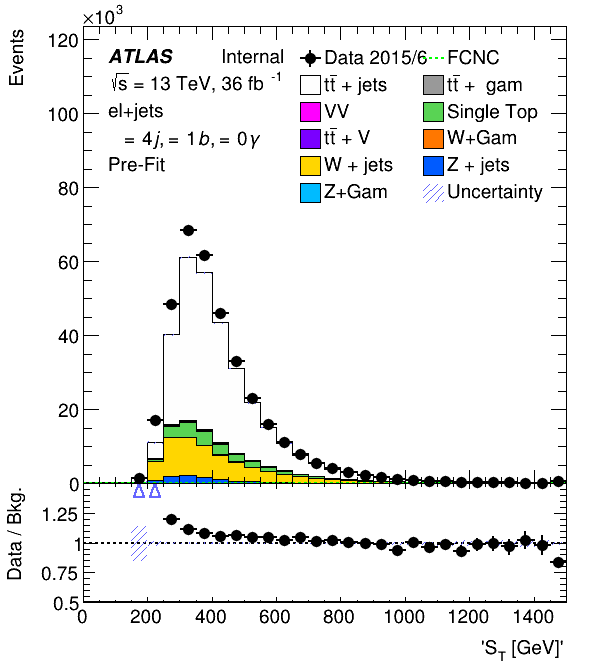 ×10³
Events
120
100
80
60
40
20
0
ATLAS Internal
√s = 13 TeV, 36 fb⁻¹
el+jets
= 4j, = 1b, = 0γ
Pre-Fit
Data 2015/6 FCNC
tt̄ + jets tt̄ + gam
VV Single Top
tt̄ + V W+Gam
W + jets Z + jets
Z+Gam Uncertainty
Data / Bkg.
1.25
1
0.75
0.5
0 200 400 600 800 1000 1200 1400
'S_T [GeV]'